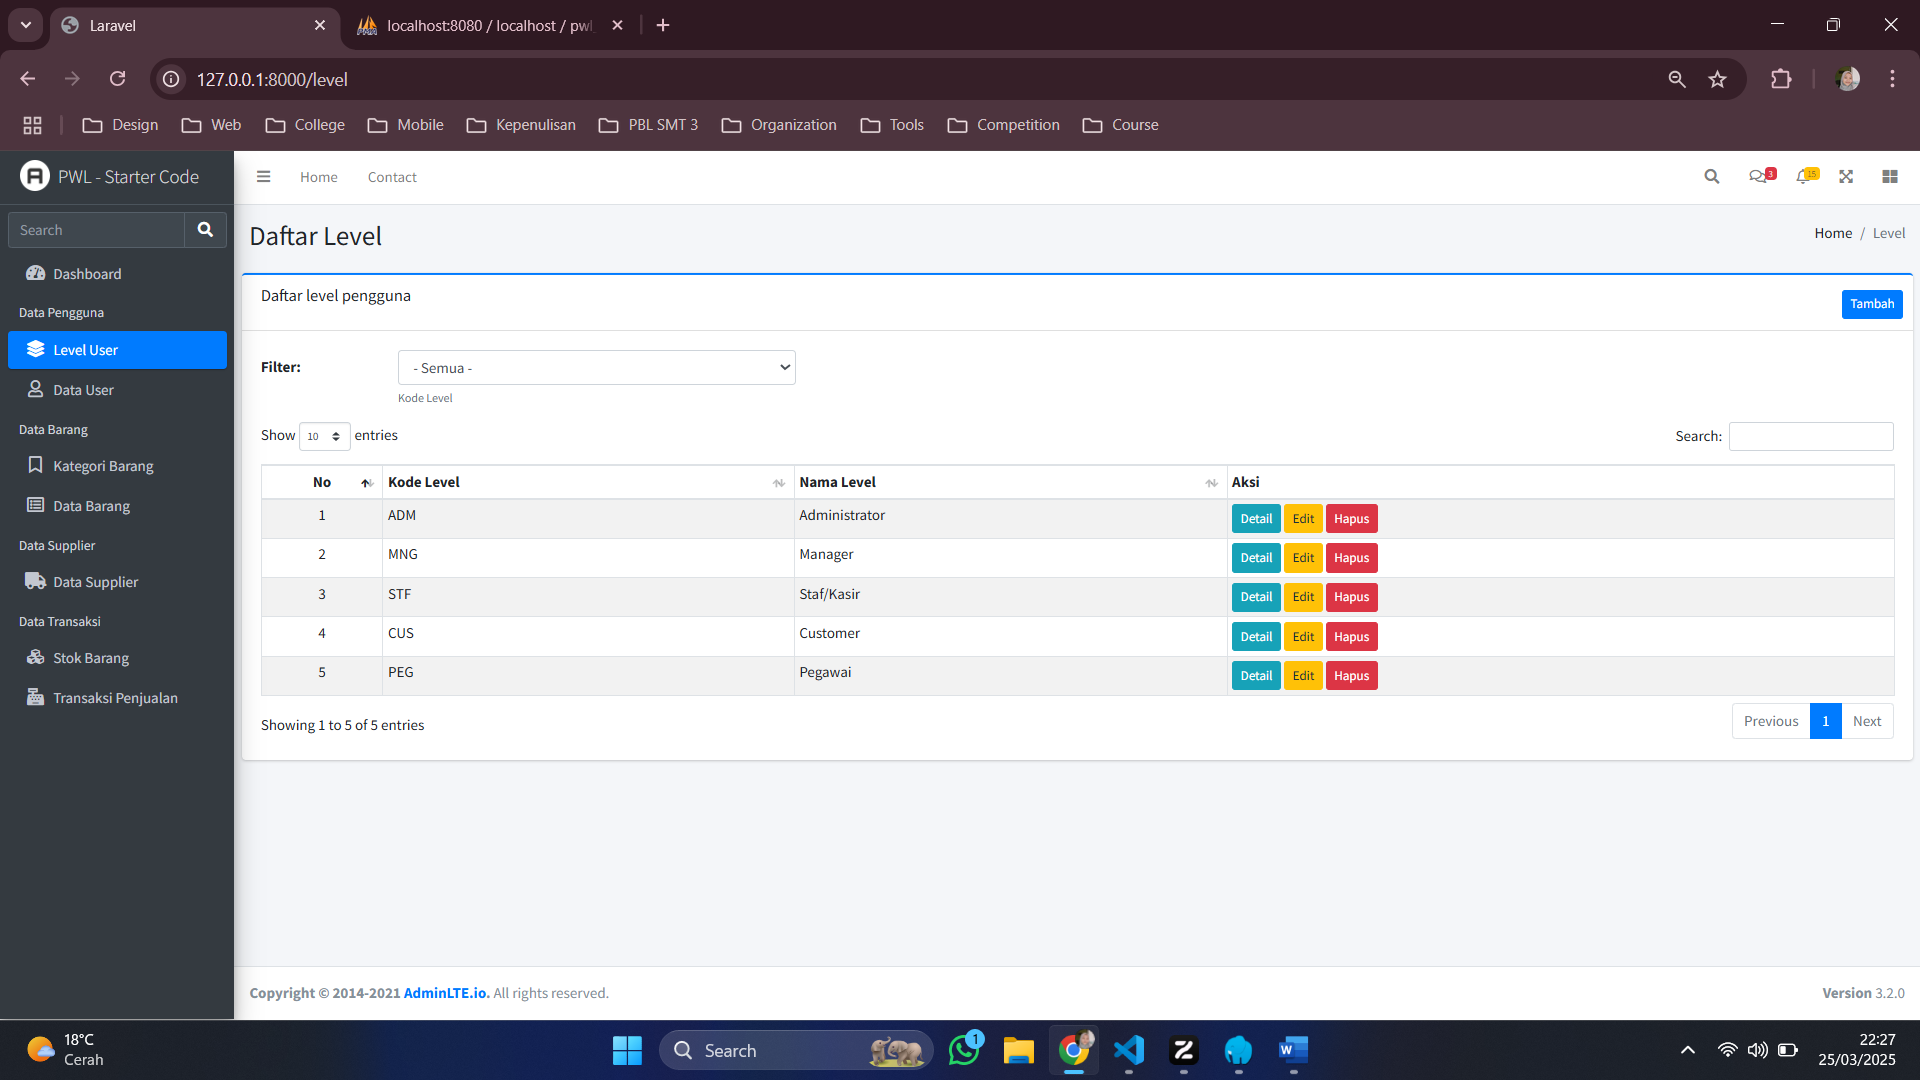 Laravel
localhost:8080 / localhost / pwl
127.0.0.1:8000/level
Design Web College Mobile Kepenulisan PBL SMT 3 Organization Tools Competition Course
PWL - Starter Code
Home Contact
3
15
Search
Dashboard
Data Pengguna
Level User
Data User
Data Barang
Kategori Barang
Data Barang
Data Supplier
Data Supplier
Data Transaksi
Stok Barang
Transaksi Penjualan
Daftar Level
Home / Level
Daftar level pengguna
Tambah
Filter:
- Semua -
Kode Level
Show 10 entries
Search:
No Kode Level Nama Level Aksi
1 ADM Administrator Detail Edit Hapus
2 MNG Manager Detail Edit Hapus
3 STF Staf/Kasir Detail Edit Hapus
4 CUS Customer Detail Edit Hapus
5 PEG Pegawai Detail Edit Hapus
Showing 1 to 5 of 5 entries
Previous 1 Next
Copyright © 2014-2021 AdminLTE.io. All rights reserved.
Version 3.2.0
18°C
Cerah
Search
1
22:27
25/03/2025